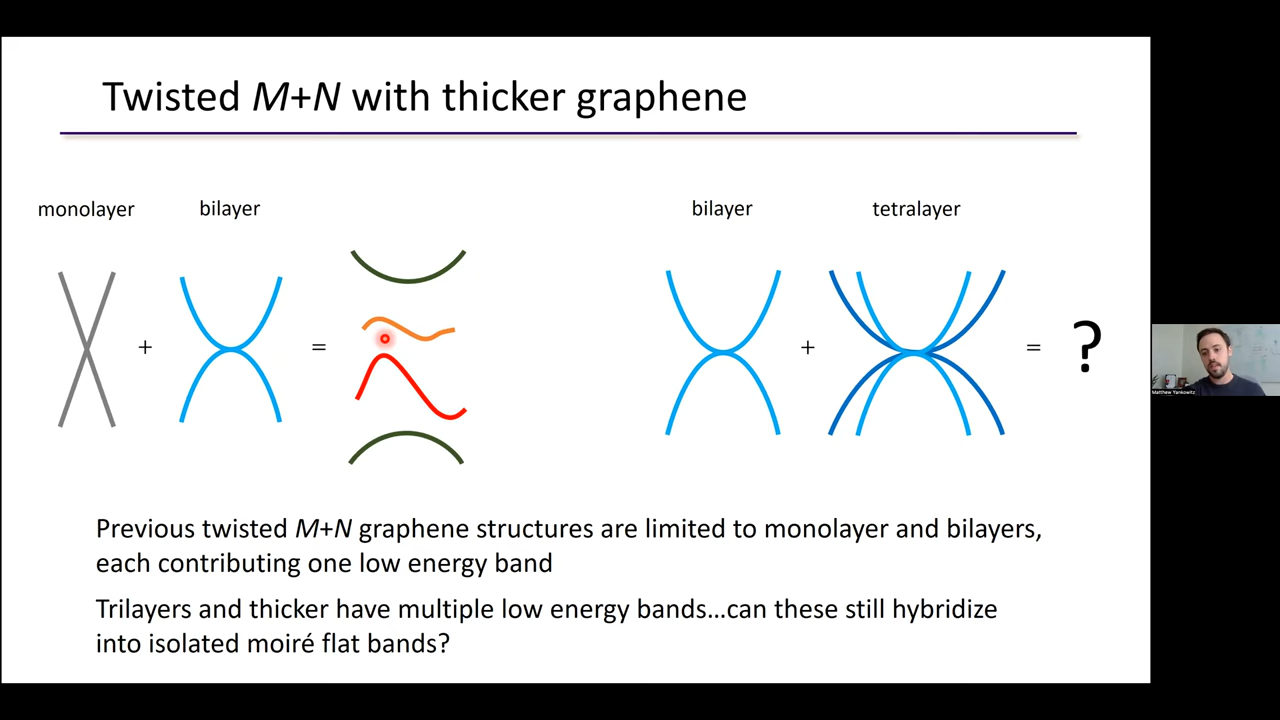 Twisted M+N with thicker graphene
monolayer
bilayer
bilayer
tetralayer
+
=
+
=
?
Previous twisted M+N graphene structures are limited to monolayer and bilayers,
each contributing one low energy band
Trilayers and thicker have multiple low energy bands...can these still hybridize
into isolated moiré flat bands?
Matthew Yankowitz